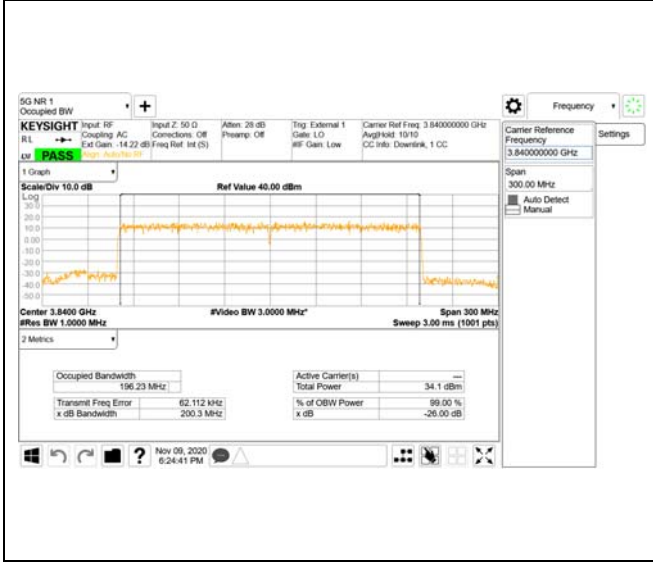 5G NR 1
Occupied BW
Frequency
KEYSIGHT
Input: RF
Input Z: 50 Ω
Atten: 28 dB
Trig: External 1
Carrier Ref Freq: 3.840000000 GHz
R L
Coupling: AC
Corrections: Off
Preamp: Off
Gate: LO
Avg|Hold: 10/10
Ext Gain: -14.22 dB
Freq Ref: Int (S)
#IF Gain: Low
CC Info: Downlink, 1 CC
PASS
Align: Auto/No RF
Carrier Reference
Frequency
3.840000000 GHz
Settings
Span
300.00 MHz
Auto Detect
Manual
1 Graph
Scale/Div 10.0 dB
Ref Value 40.00 dBm
Log
30.0
20.0
10.0
0.00
-10.0
-20.0
-30.0
-40.0
-50.0
Center 3.8400 GHz
#Video BW 3.0000 MHz*
Span 300 MHz
#Res BW 1.0000 MHz
Sweep 3.00 ms (1001 pts)
2 Metrics
Occupied Bandwidth
196.23 MHz
Active Carrier(s)
---
Total Power
34.1 dBm
Transmit Freq Error
62.112 kHz
% of OBW Power
99.00 %
x dB Bandwidth
200.3 MHz
x dB
-26.00 dB
?
Nov 09, 2020
6:24:41 PM